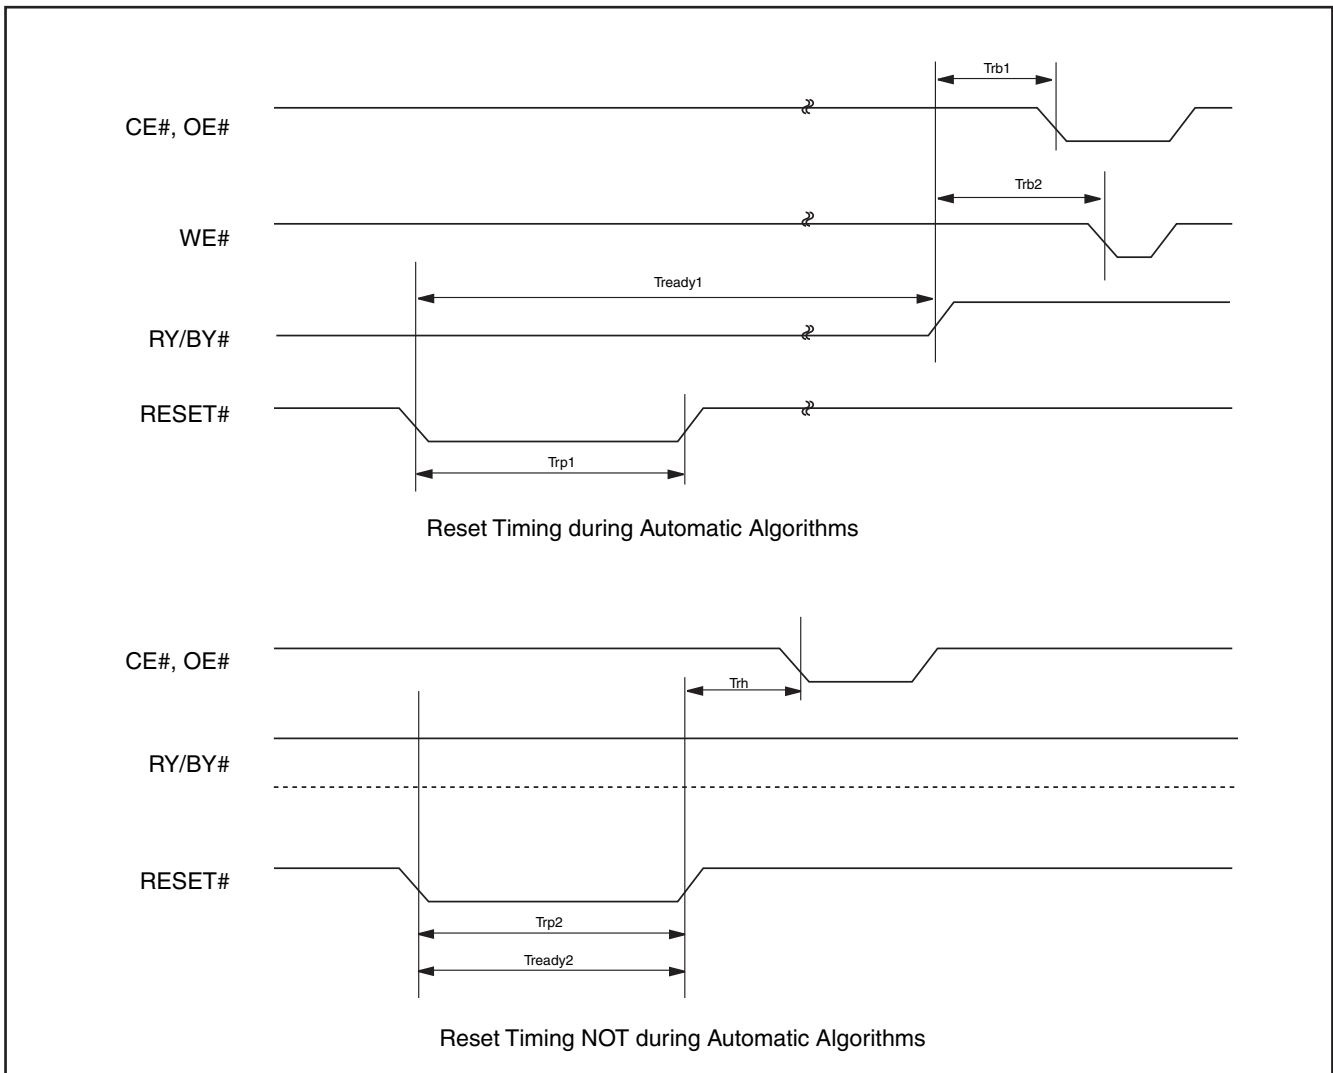 Trb1
CE#, OE#
Trb2
WE#
Tready1
RY/BY#
RESET#
Trp1
Reset Timing during Automatic Algorithms
CE#, OE#
Trh
RY/BY#
RESET#
Trp2
Tready2
Reset Timing NOT during Automatic Algorithms